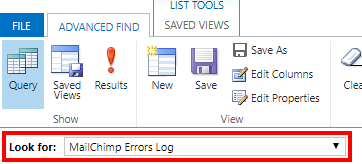 LIST TOOLS
FILE ADVANCED FIND SAVED VIEWS
Query
Saved Views
Results
New
Save
Save As
Edit Columns
Edit Properties
Show
View
Look for: MailChimp Errors Log